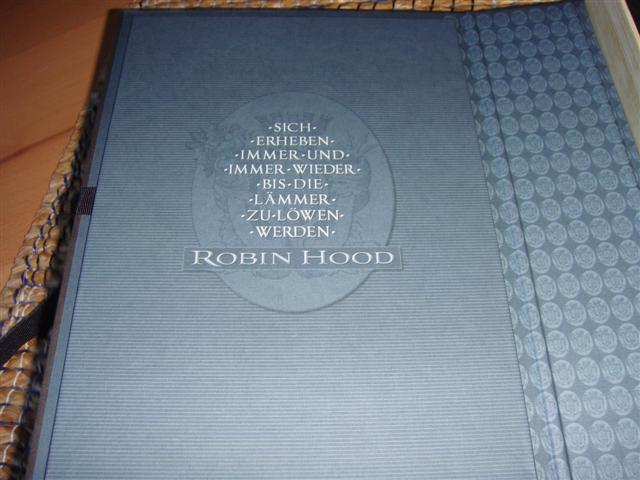 ·SICH·
·ERHEBEN·
·IMMER·UND·
·IMMER·WIEDER·
·BIS·DIE·
·LÄMMER·
·ZU·LÖWEN·
·WERDEN·
ROBIN HOOD